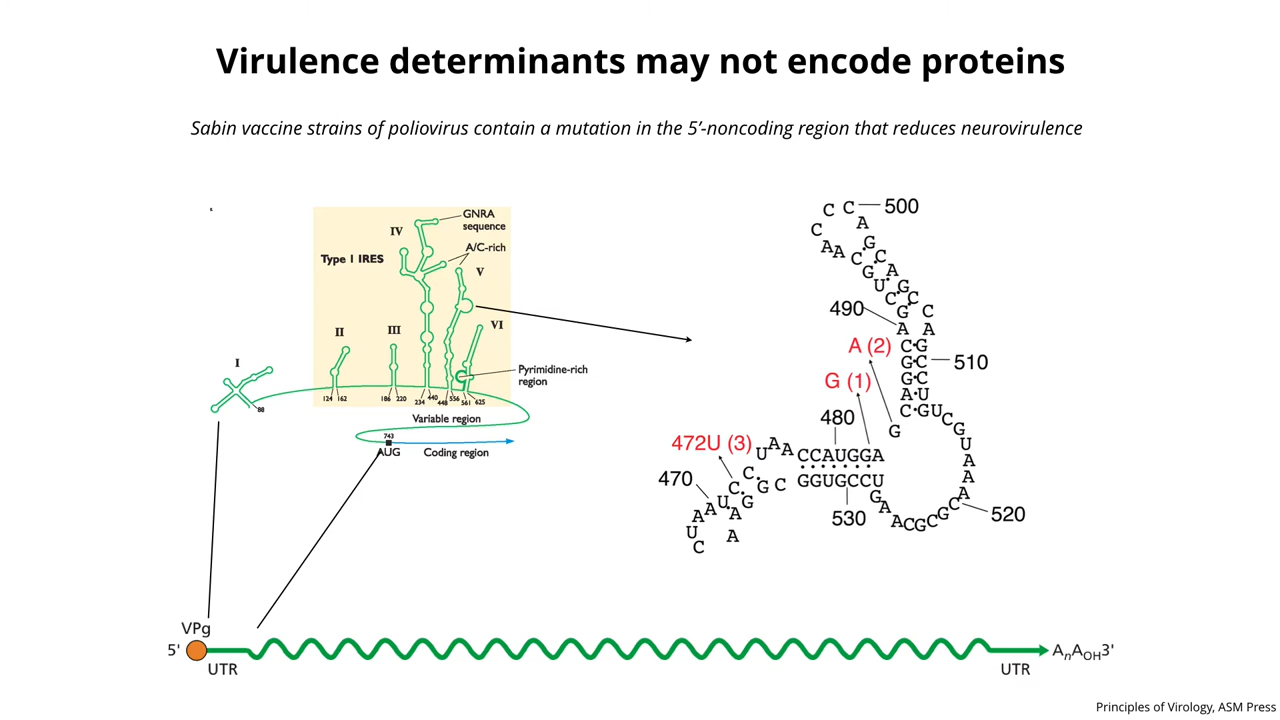 Virulence determinants may not encode proteins
Sabin vaccine strains of poliovirus contain a mutation in the 5’-noncoding region that reduces neurovirulence
Type 1 IRES
I
II
III
IV
V
VI
GNRA
sequence
A/C-rich
Pyrimidine-rich
region
88
124 162
186 220
234 440
448 556
561 625
Variable region
743
AUG
Coding region
C C 500
C A
A A C G
G C
U A
C G
490 G C C
A A
A (2) C G
G C 510
G (1) G C
A U
C G U C
480 G G
472U (3) U A A C C A U G G A U
C G C G G U G C C U A
470 C G A
A A U G A
A A G A
U A A C G C G C 520
C 530
VPg
5'
UTR
UTR
AnAOH3'
Principles of Virology, ASM Press